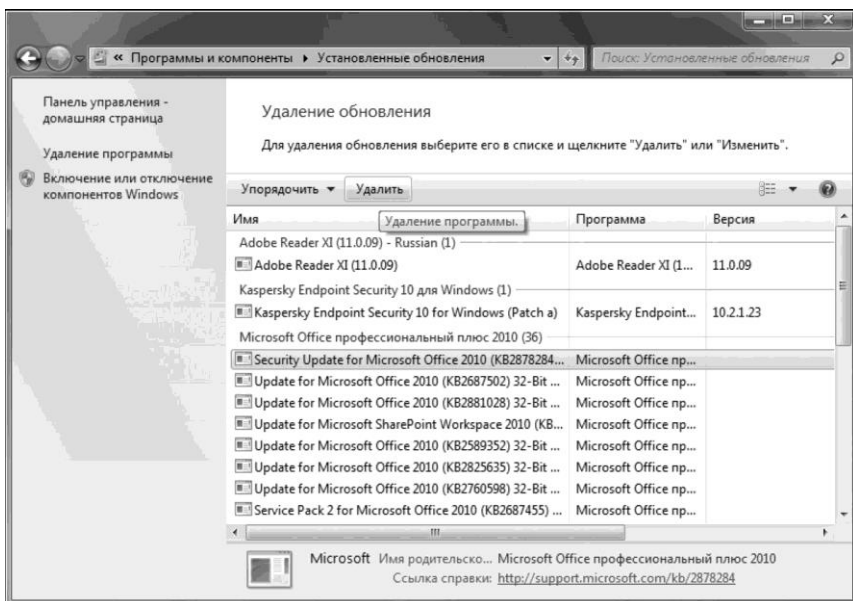 « Программы и компоненты ▸ Установленные обновления
Поиск: Установленные обновления
Панель управления - домашняя страница
Удаление программы
Включение или отключение компонентов Windows
Удаление обновления
Для удаления обновления выберите его в списке и щелкните "Удалить" или "Изменить".
Упорядочить ▼ Удалить
Удаление программы.
Имя Программа Версия
Adobe Reader XI (11.0.09) - Russian (1)
Adobe Reader XI (11.0.09) Adobe Reader XI (1... 11.0.09
Kaspersky Endpoint Security 10 для Windows (1)
Kaspersky Endpoint Security 10 for Windows (Patch a) Kaspersky Endpoint... 10.2.1.23
Microsoft Office профессиональный плюс 2010 (36)
Security Update for Microsoft Office 2010 (KB2878284... Microsoft Office пр...
Update for Microsoft Office 2010 (KB2687502) 32-Bit ... Microsoft Office пр...
Update for Microsoft Office 2010 (KB2881028) 32-Bit ... Microsoft Office пр...
Update for Microsoft SharePoint Workspace 2010 (KB... Microsoft Office пр...
Update for Microsoft Office 2010 (KB2589352) 32-Bit ... Microsoft Office пр...
Update for Microsoft Office 2010 (KB2825635) 32-Bit ... Microsoft Office пр...
Update for Microsoft Office 2010 (KB2760598) 32-Bit ... Microsoft Office пр...
Service Pack 2 for Microsoft Office 2010 (KB2687455) ... Microsoft Office пр...
Microsoft Имя родительско... Microsoft Office профессиональный плюс 2010
Ссылка справки: http://support.microsoft.com/kb/2878284